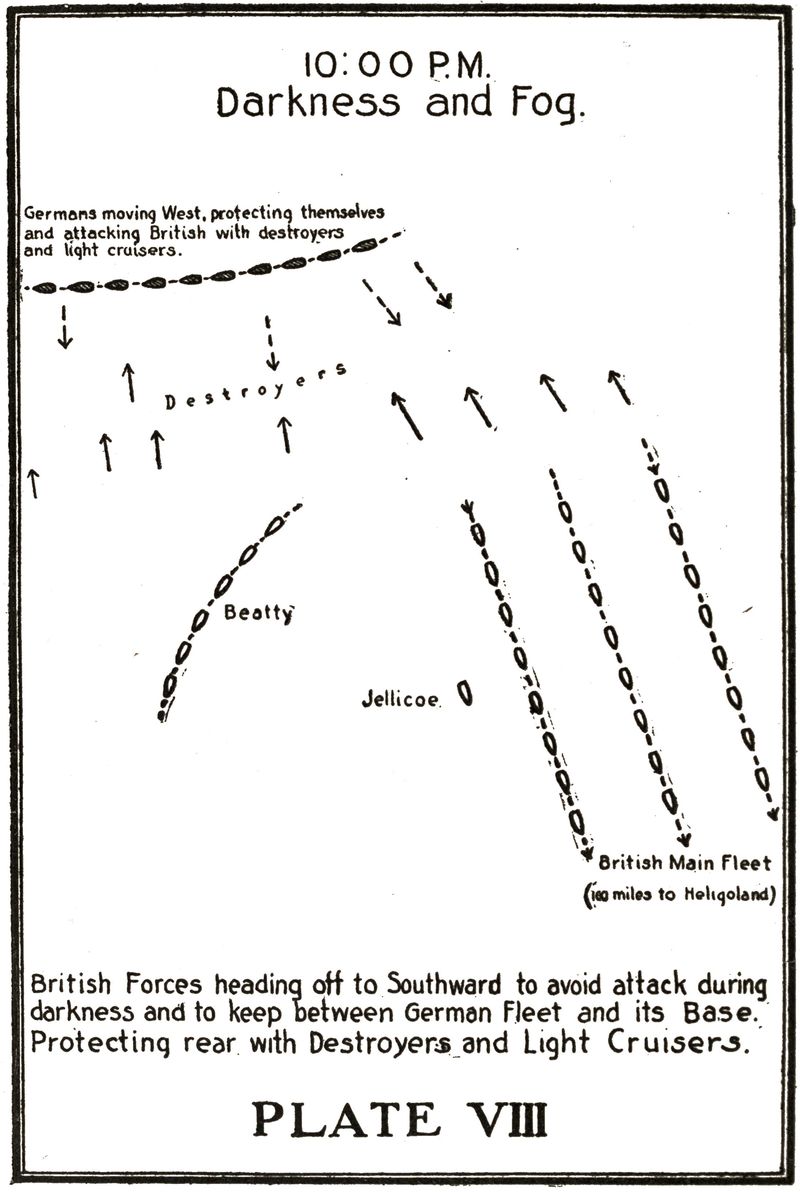 10:00 P.M.
Darkness and Fog.
Germans moving West, protecting themselves
and attacking British with destroyers
and light cruisers.
Destroyers
Beatty
Jellicoe.
British Main Fleet
(100 miles to Heligoland)
British Forces heading off to Southward to avoid attack during
darkness and to keep between German Fleet and its Base.
Protecting rear with Destroyers and Light Cruisers.
PLATE VIII